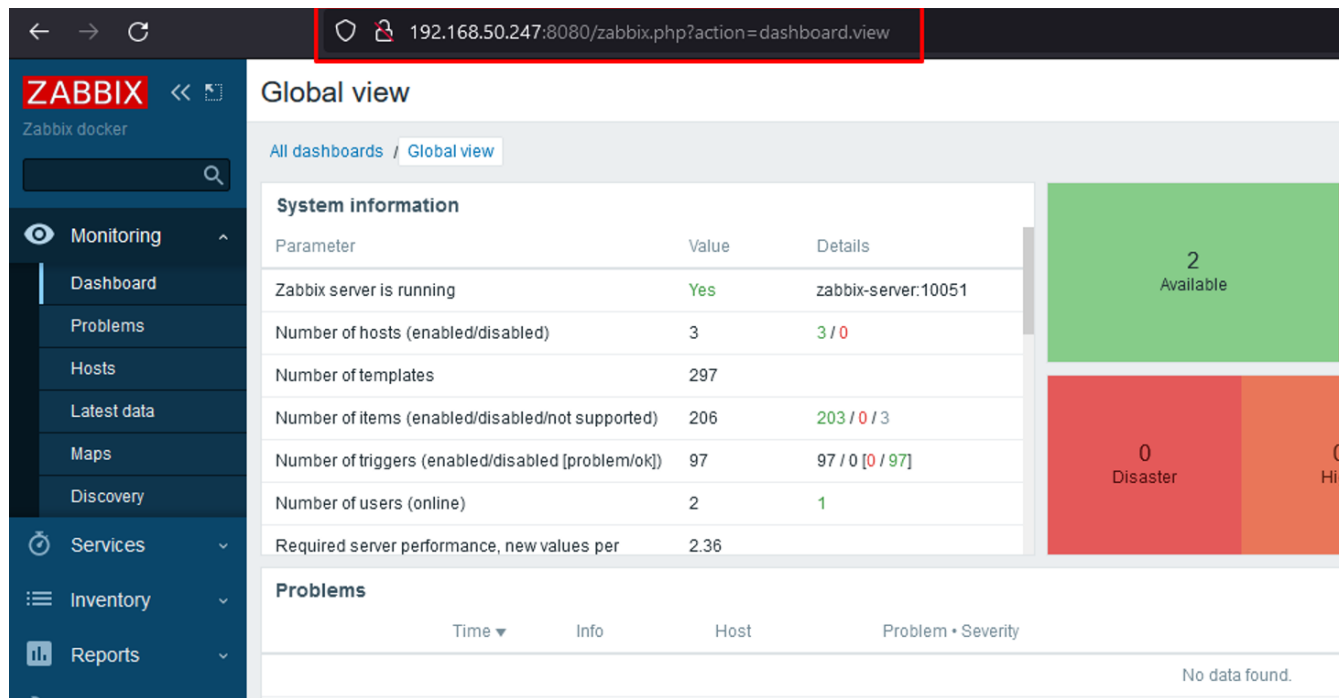 192.168.50.247:8080/zabbix.php?action=dashboard.view
ZABBIX
Zabbix docker
Monitoring
Dashboard
Problems
Hosts
Latest data
Maps
Discovery
Services
Inventory
Reports
Global view
All dashboards / Global view
System information
Parameter Value Details
Zabbix server is running Yes zabbix-server:10051
Number of hosts (enabled/disabled) 3 3 / 0
Number of templates 297
Number of items (enabled/disabled/not supported) 206 203 / 0 / 3
Number of triggers (enabled/disabled [problem/ok]) 97 97 / 0 [0 / 97]
Number of users (online) 2 1
Required server performance, new values per 2.36
2
Available
0
Disaster
Problems
Time ▼ Info Host Problem • Severity
No data found.